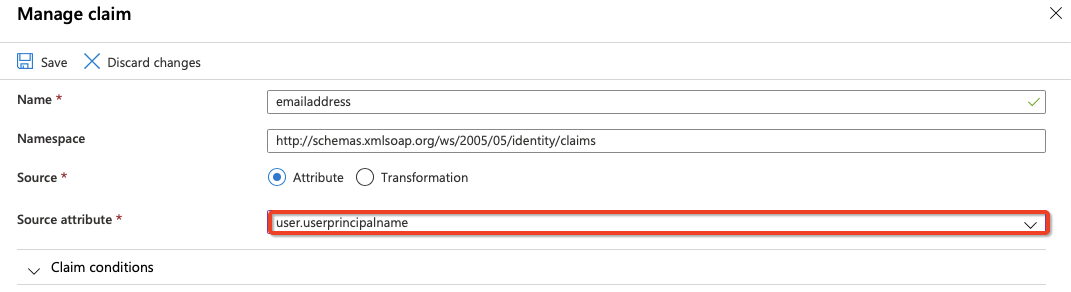 Manage claim
Save Discard changes
Name * emailaddress
Namespace http://schemas.xmlsoap.org/ws/2005/05/identity/claims
Source * Attribute Transformation
Source attribute * user.userprincipalname
Claim conditions